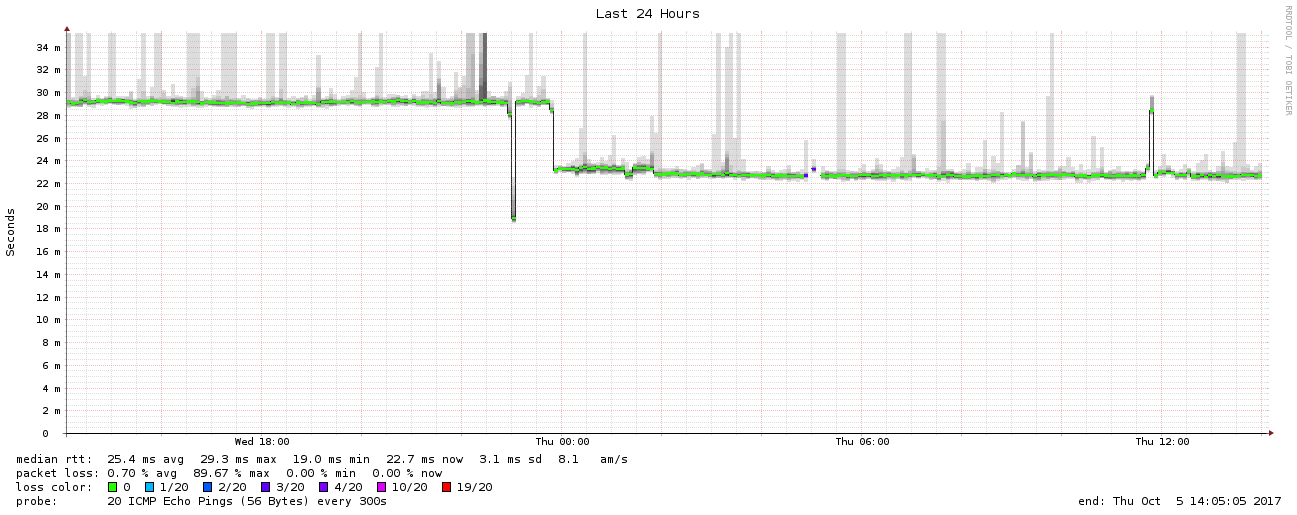 Last 24 Hours
RRDTOOL / TOBI OETIKER
Seconds
34 m
32 m
30 m
28 m
26 m
24 m
22 m
20 m
18 m
16 m
14 m
12 m
10 m
8 m
6 m
4 m
2 m
0
Wed 18:00 Thu 00:00 Thu 06:00 Thu 12:00
median rtt: 25.4 ms avg 29.3 ms max 19.0 ms min 22.7 ms now 3.1 ms sd 8.1 am/s
packet loss: 0.70 % avg 89.67 % max 0.00 % min 0.00 % now
loss color: 0 1/20 2/20 3/20 4/20 10/20 19/20
probe: 20 ICMP Echo Pings (56 Bytes) every 300s end: Thu Oct 5 14:05:05 2017